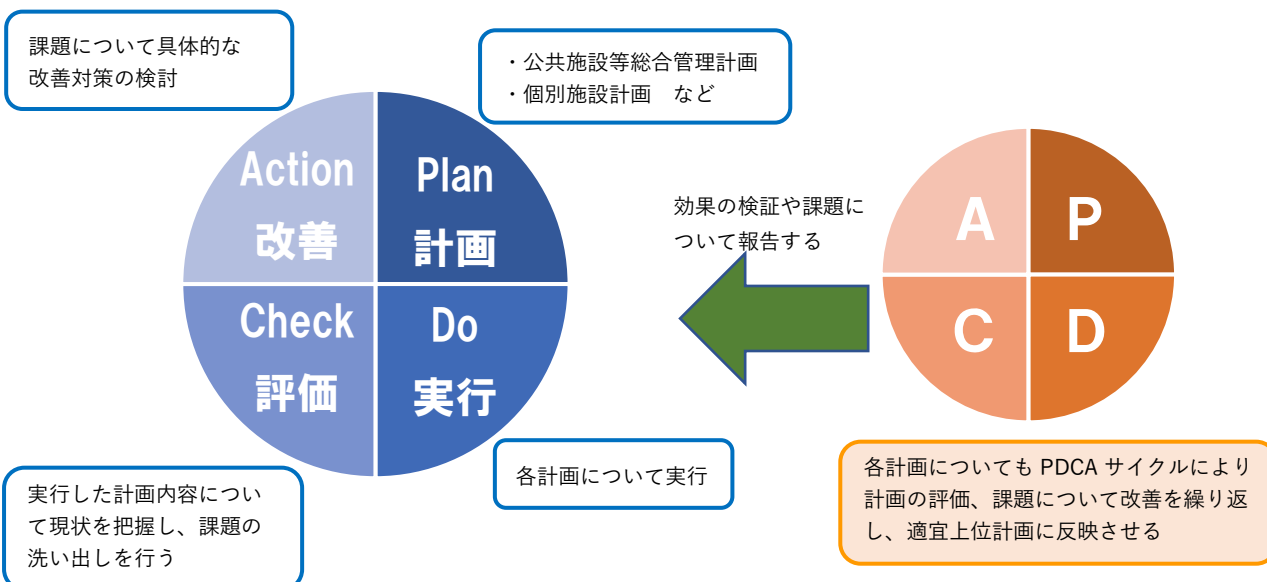 課題について具体的な
改善対策の検討
・公共施設等総合管理計画
・個別施設計画　など
Action
改善
Plan
計画
Check
評価
Do
実行
実行した計画内容につい
て現状を把握し、課題の
洗い出しを行う
各計画について実行
効果の検証や課題に
ついて報告する
A
P
C
D
各計画についても PDCA サイクルにより
計画の評価、課題について改善を繰り返
し、適宜上位計画に反映させる